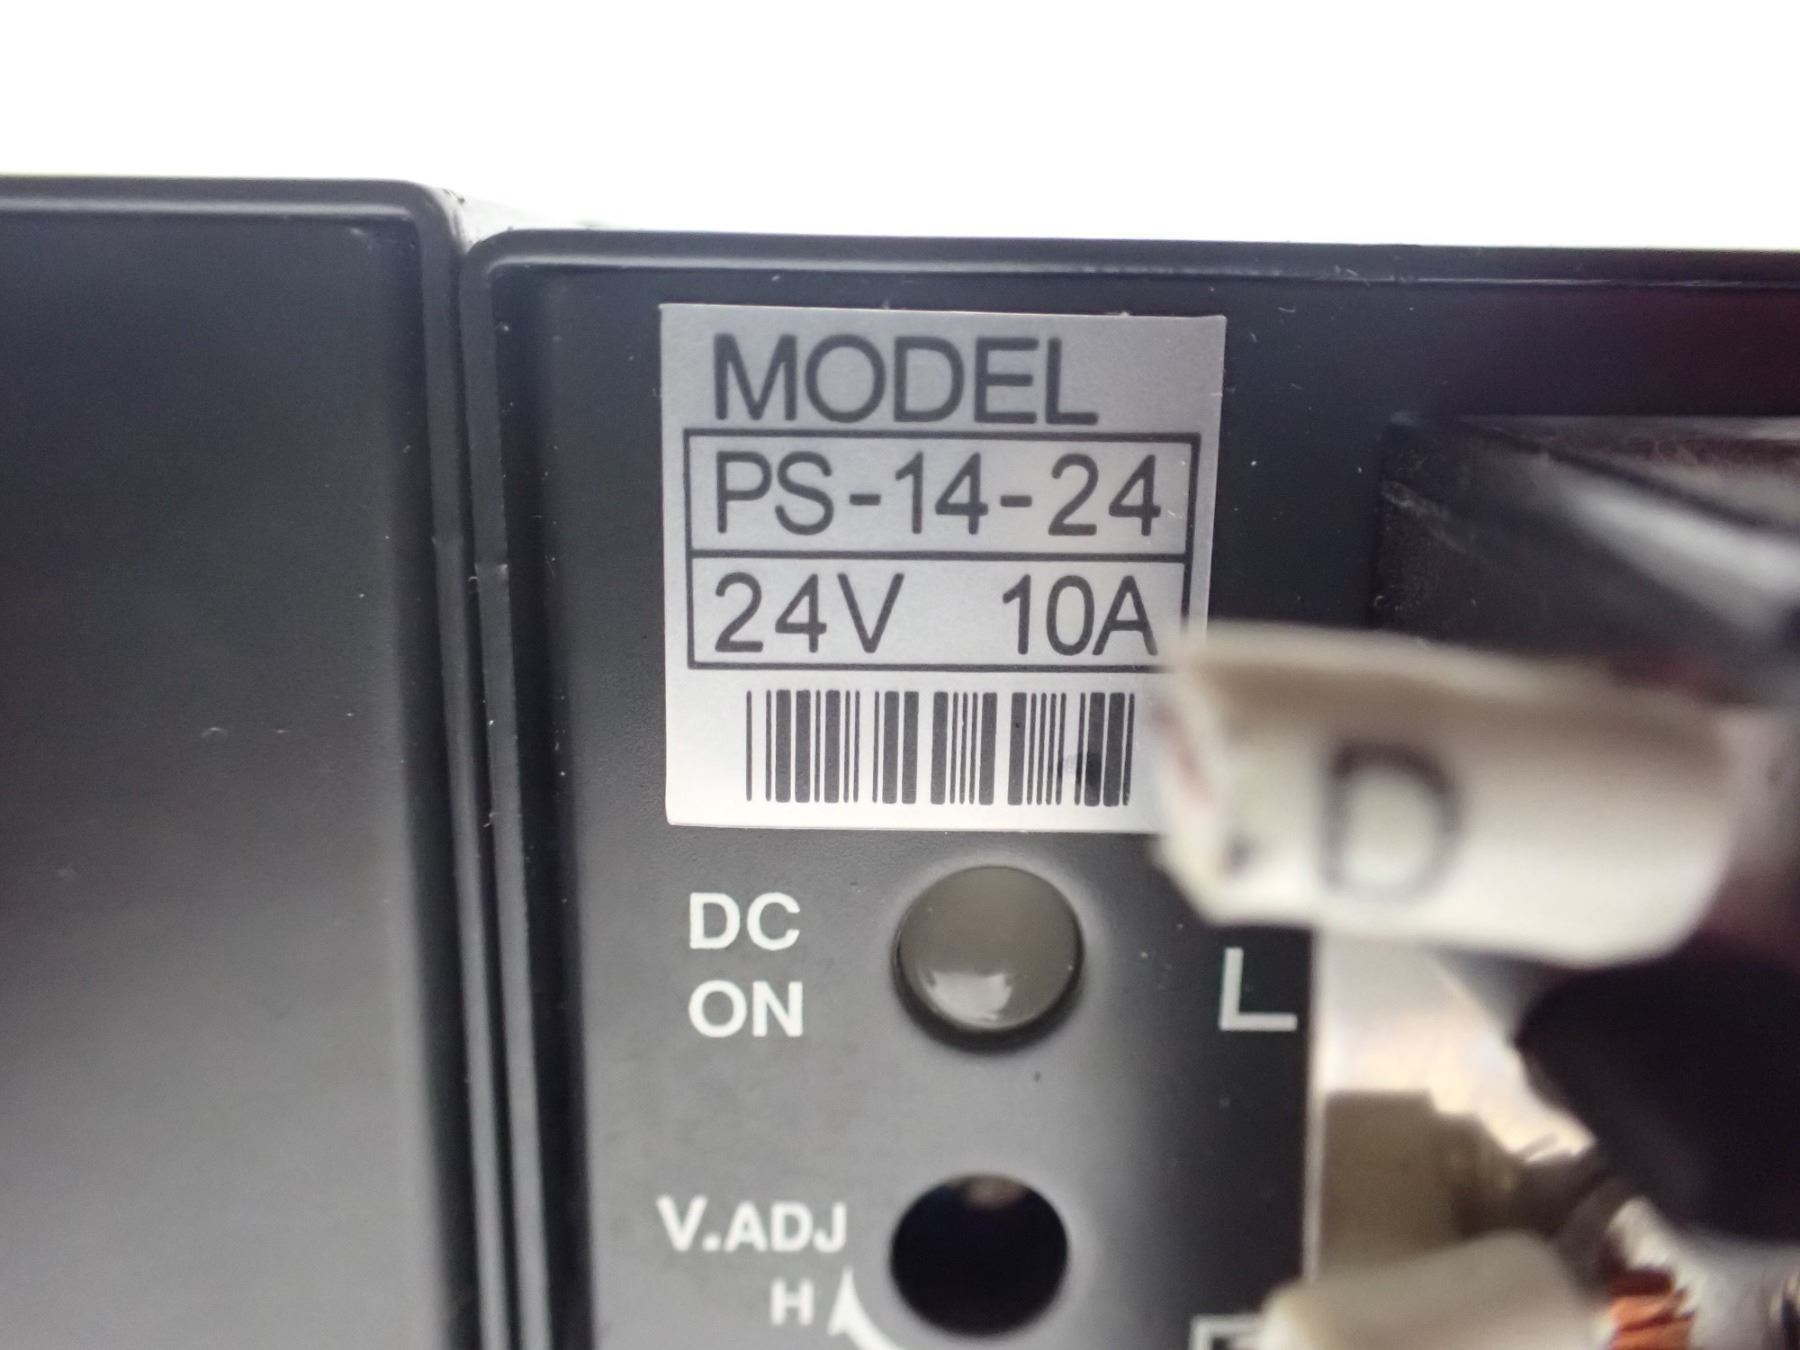 MODEL
PS-14-24
24V 10A
D
DC
ON
L
V.ADJ
H